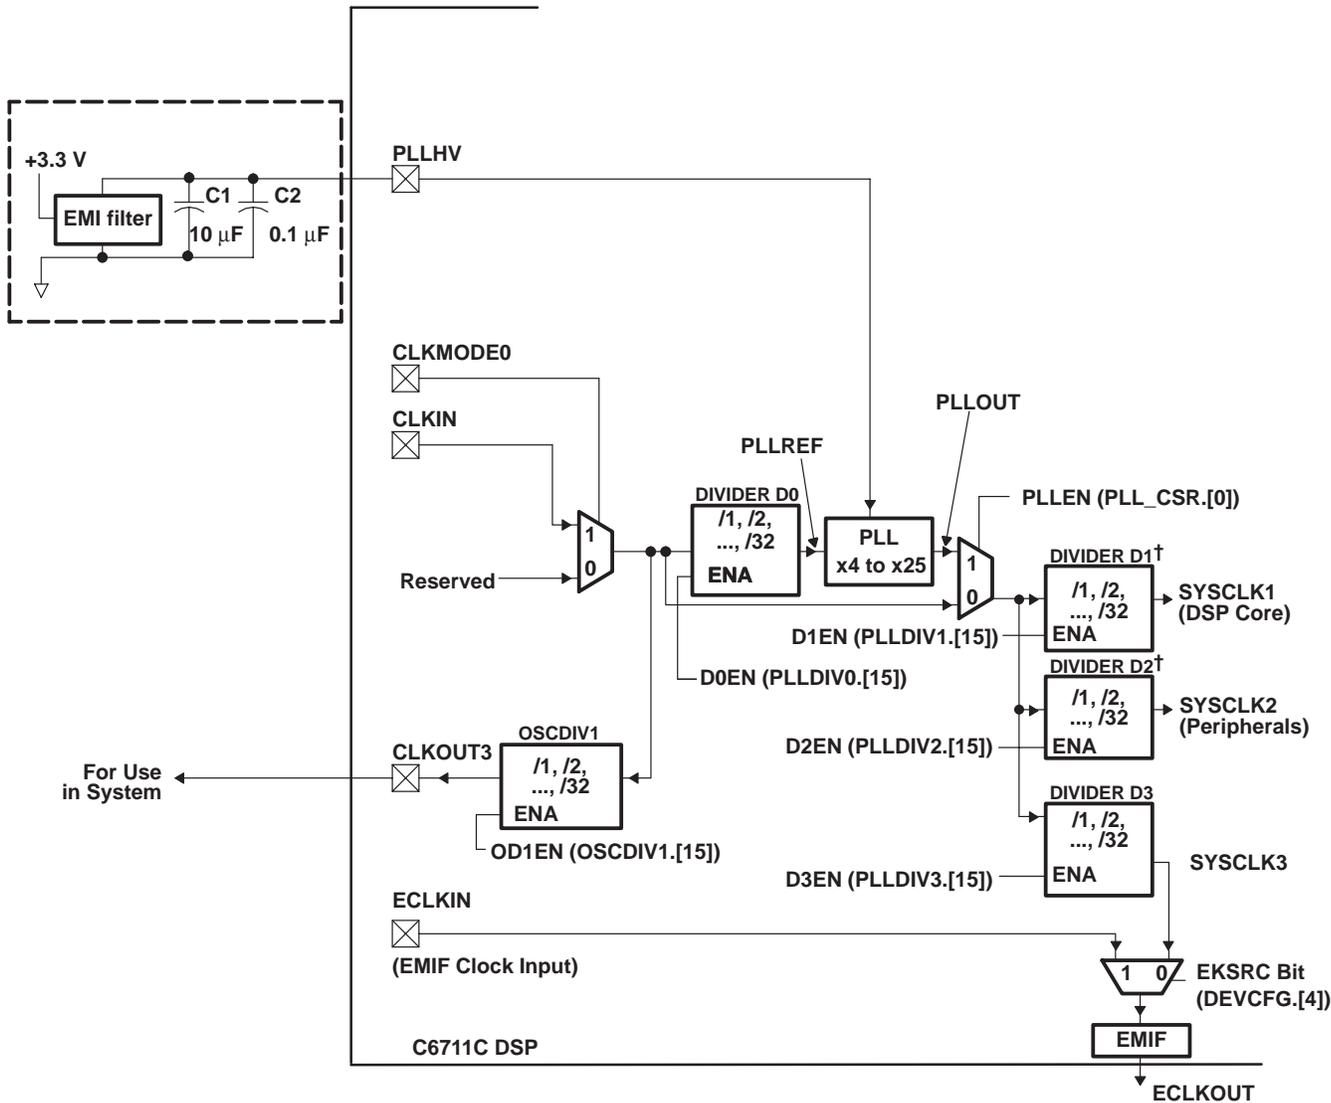 +3.3 V
EMI filter
C1
C2
10 μF
0.1 μF
PLLHV
CLKMODE0
CLKIN
Reserved
1
0
PLLREF
PLLOUT
DIVIDER D0
/1, /2,
..., /32
ENA
PLL
x4 to x25
PLLEN (PLL_CSR.[0])
1
0
DIVIDER D1†
/1, /2,
..., /32
ENA
SYSCLK1
(DSP Core)
D1EN (PLLDIV1.[15])
D0EN (PLLDIV0.[15])
DIVIDER D2†
/1, /2,
..., /32
ENA
SYSCLK2
(Peripherals)
D2EN (PLLDIV2.[15])
OSCDIV1
CLKOUT3
/1, /2,
..., /32
ENA
For Use
in System
OD1EN (OSCDIV1.[15])
DIVIDER D3
/1, /2,
..., /32
ENA
SYSCLK3
D3EN (PLLDIV3.[15])
ECLKIN
(EMIF Clock Input)
1 0
EKSRC Bit
(DEVCFG.[4])
EMIF
C6711C DSP
ECLKOUT